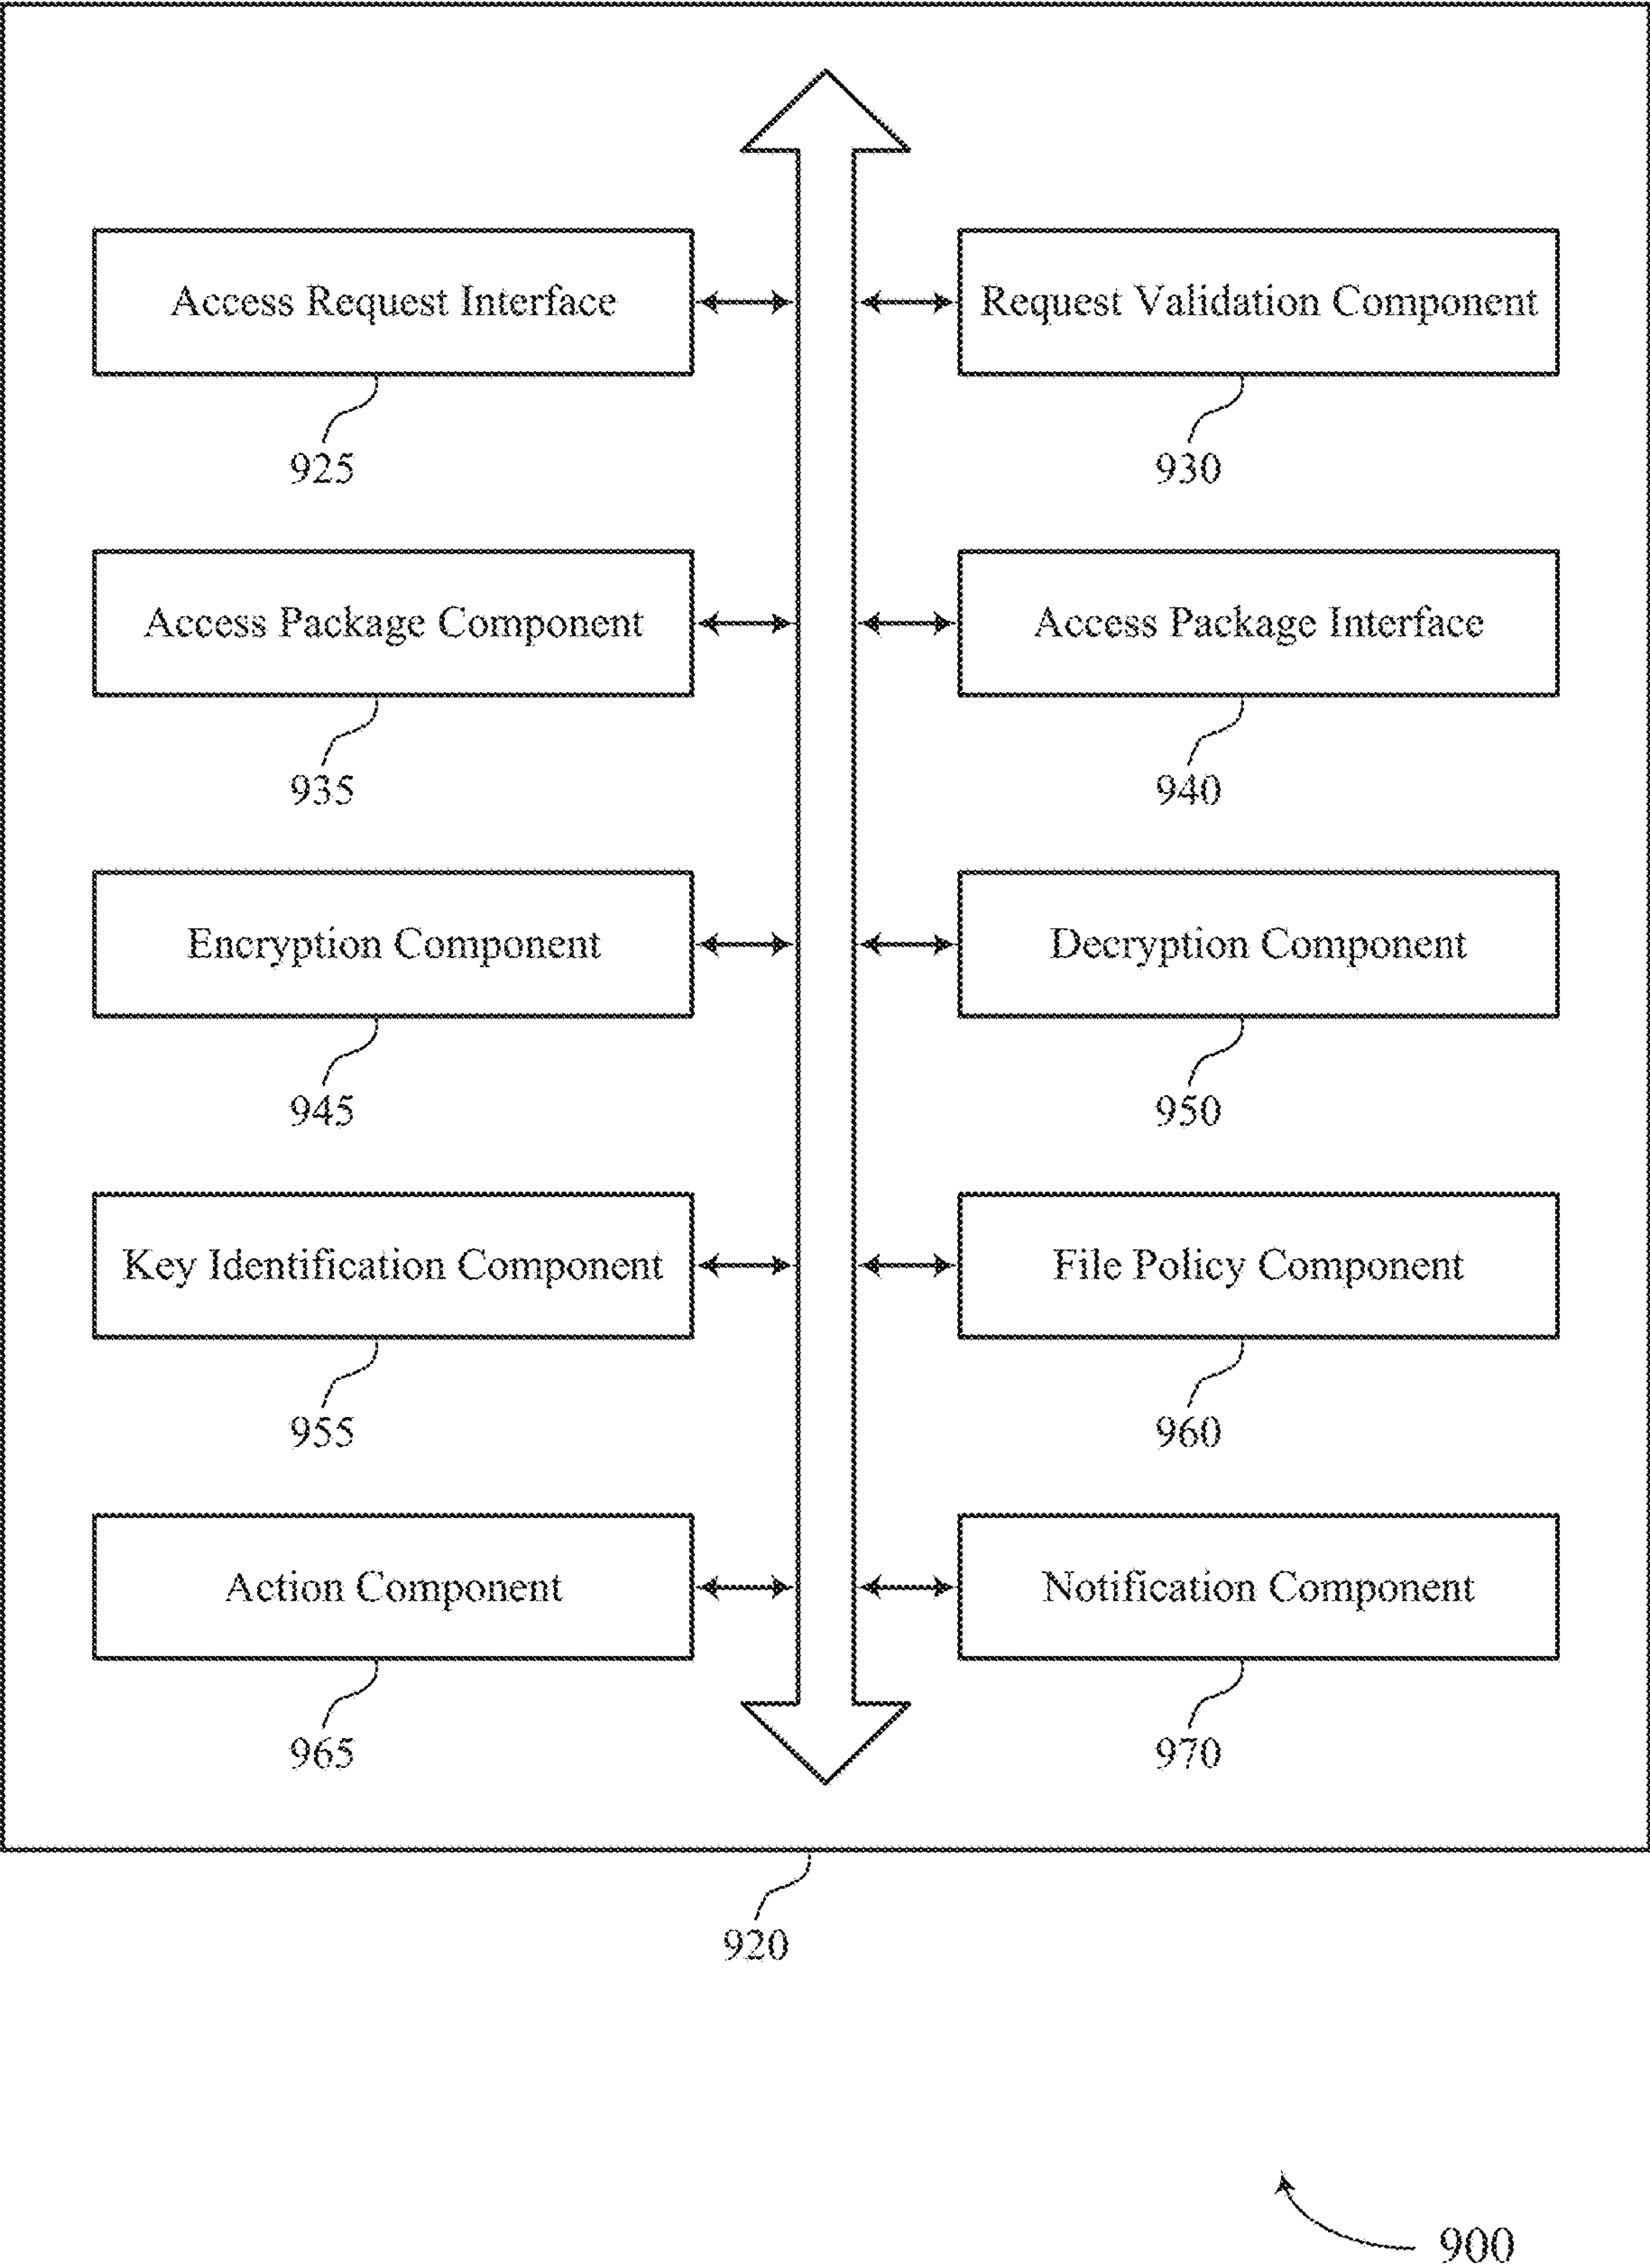 Access Request Interface
Request Validation Component
925
930
Access Package Component
Access Package Interface
935
940
Encryption Component
Decryption Component
945
950
Key Identification Component
File Policy Component
955
960
Action Component
Notification Component
965
970
920
900